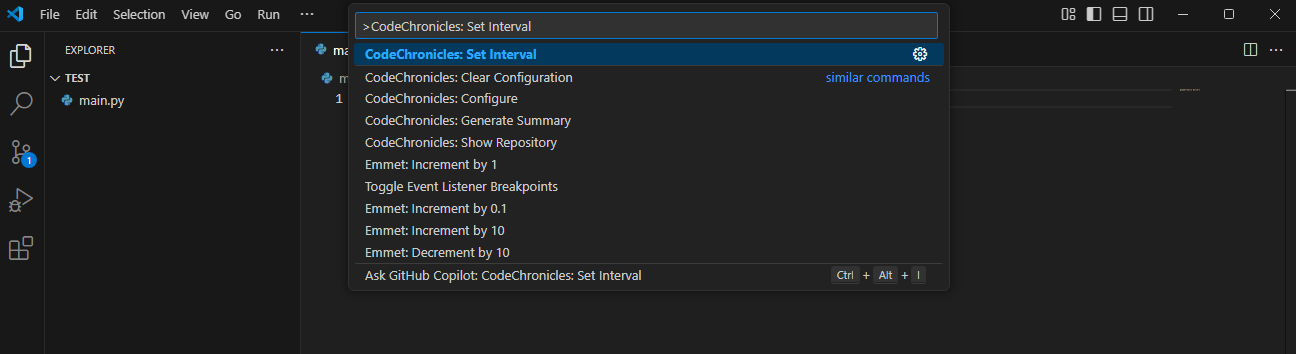 File Edit Selection View Go Run ···
>CodeChronicles: Set Interval
EXPLORER ···
TEST
main.py
1
1
CodeChronicles: Set Interval
CodeChronicles: Clear Configuration similar commands
CodeChronicles: Configure
CodeChronicles: Generate Summary
CodeChronicles: Show Repository
Emmet: Increment by 1
Toggle Event Listener Breakpoints
Emmet: Increment by 0.1
Emmet: Increment by 10
Emmet: Decrement by 10
Ask GitHub Copilot: CodeChronicles: Set Interval Ctrl + Alt + I